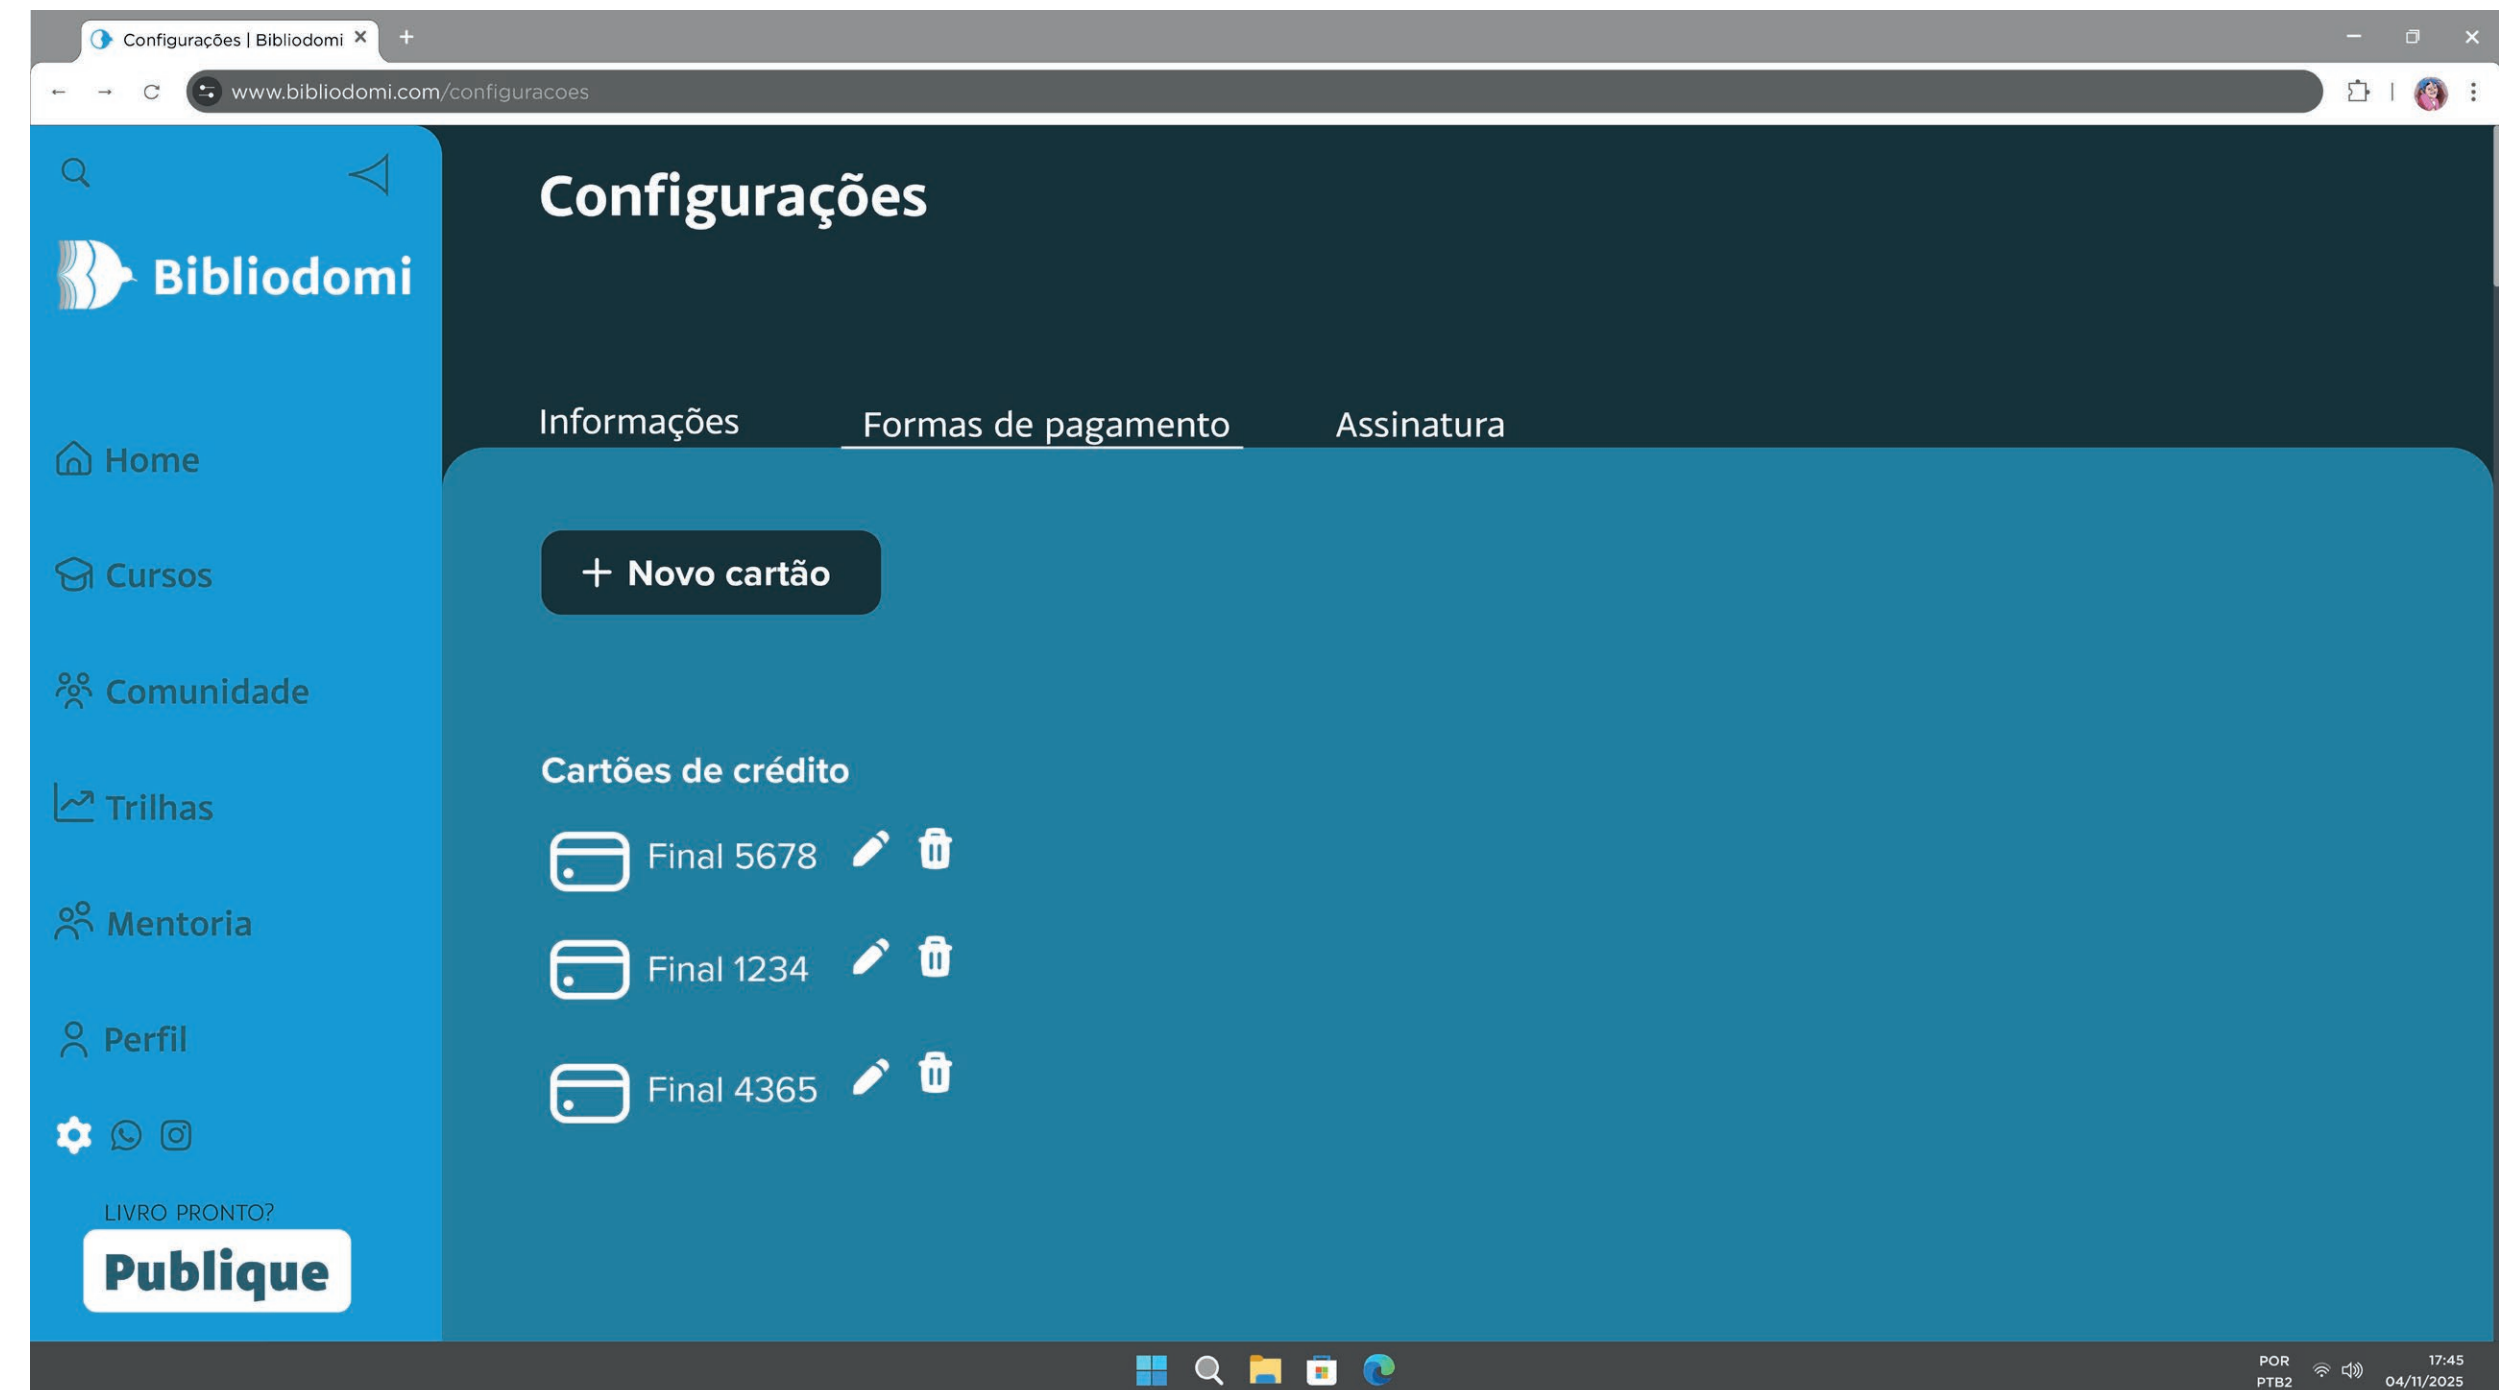 Configurações | Bibliodomi
www.bibliodomi.com/configuracoes
Bibliodomi
Home
Cursos
Comunidade
Trilhas
Mentoria
Perfil
LIVRO PRONTO?
Publique
Configurações
Informações
Formas de pagamento
Assinatura
+ Novo cartão
Cartões de crédito
Final 5678
Final 1234
Final 4365
POR
PTB2
17:45
04/11/2025